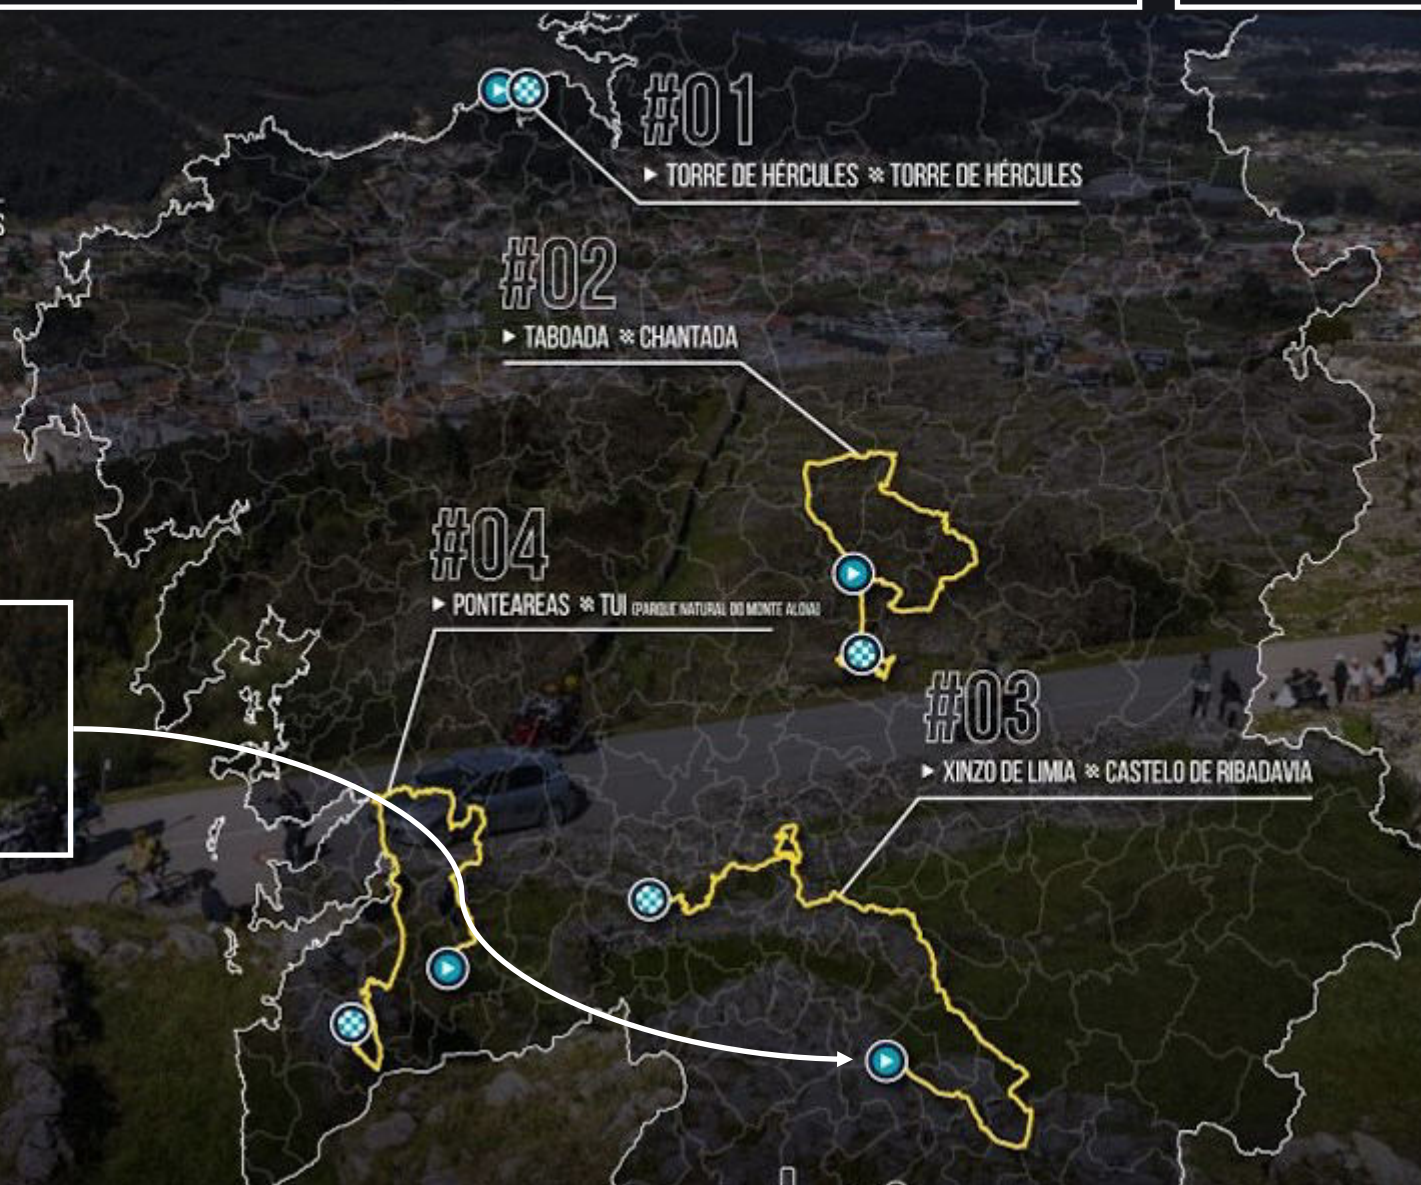 #01
TORRE DE HÉRCULES TORRE DE HÉRCULES
#02
TABOADA CHANTADA
#04
PONTEAREAS TUI (PARQUE NATURAL DO MONTE ALOIA)
#03
XINZO DE LIMIA CASTELO DE RIBADAVIA